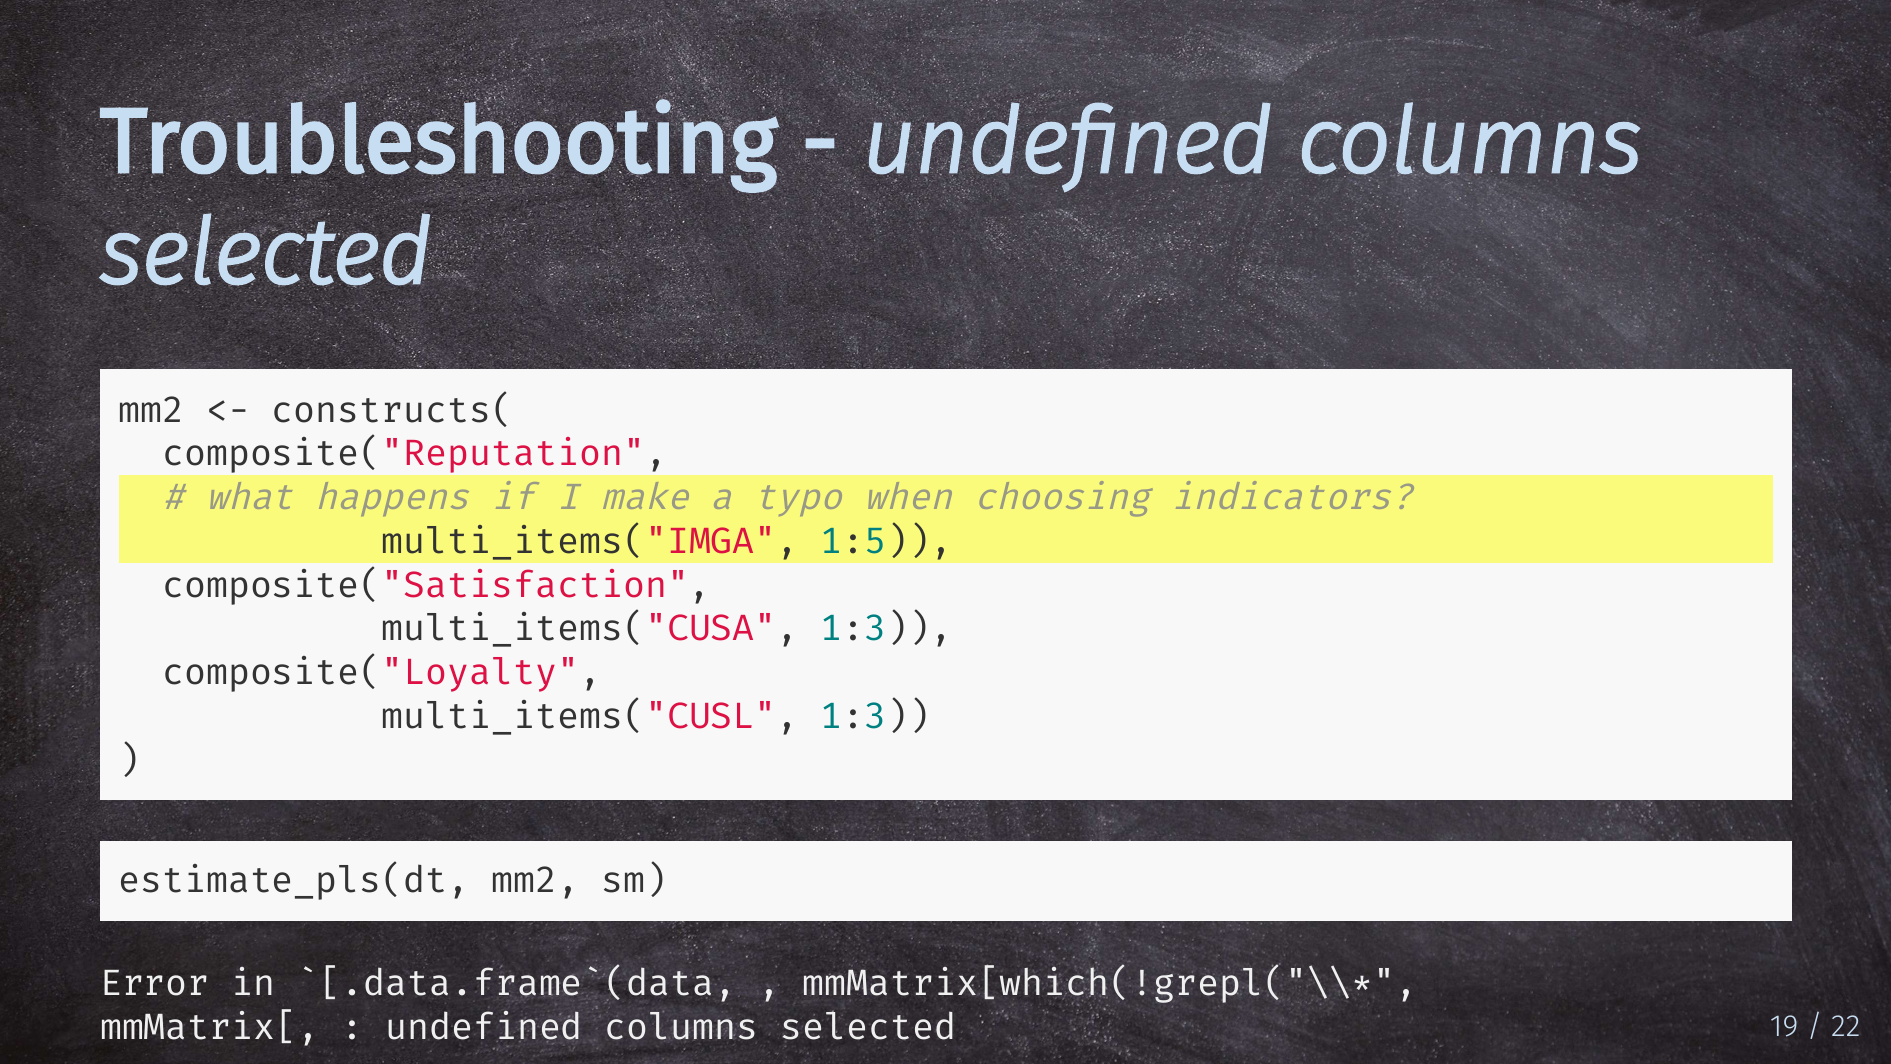 Troubleshooting - undefined columns
selected
mm2 <- constructs(
  composite("Reputation",
  # what happens if I make a typo when choosing indicators?
            multi_items("IMGA", 1:5)),
  composite("Satisfaction",
            multi_items("CUSA", 1:3)),
  composite("Loyalty",
            multi_items("CUSL", 1:3))
)
estimate_pls(dt, mm2, sm)
Error in `[.data.frame`(data, , mmMatrix[which(!grepl("\\*",
mmMatrix[, : undefined columns selected
19 / 22